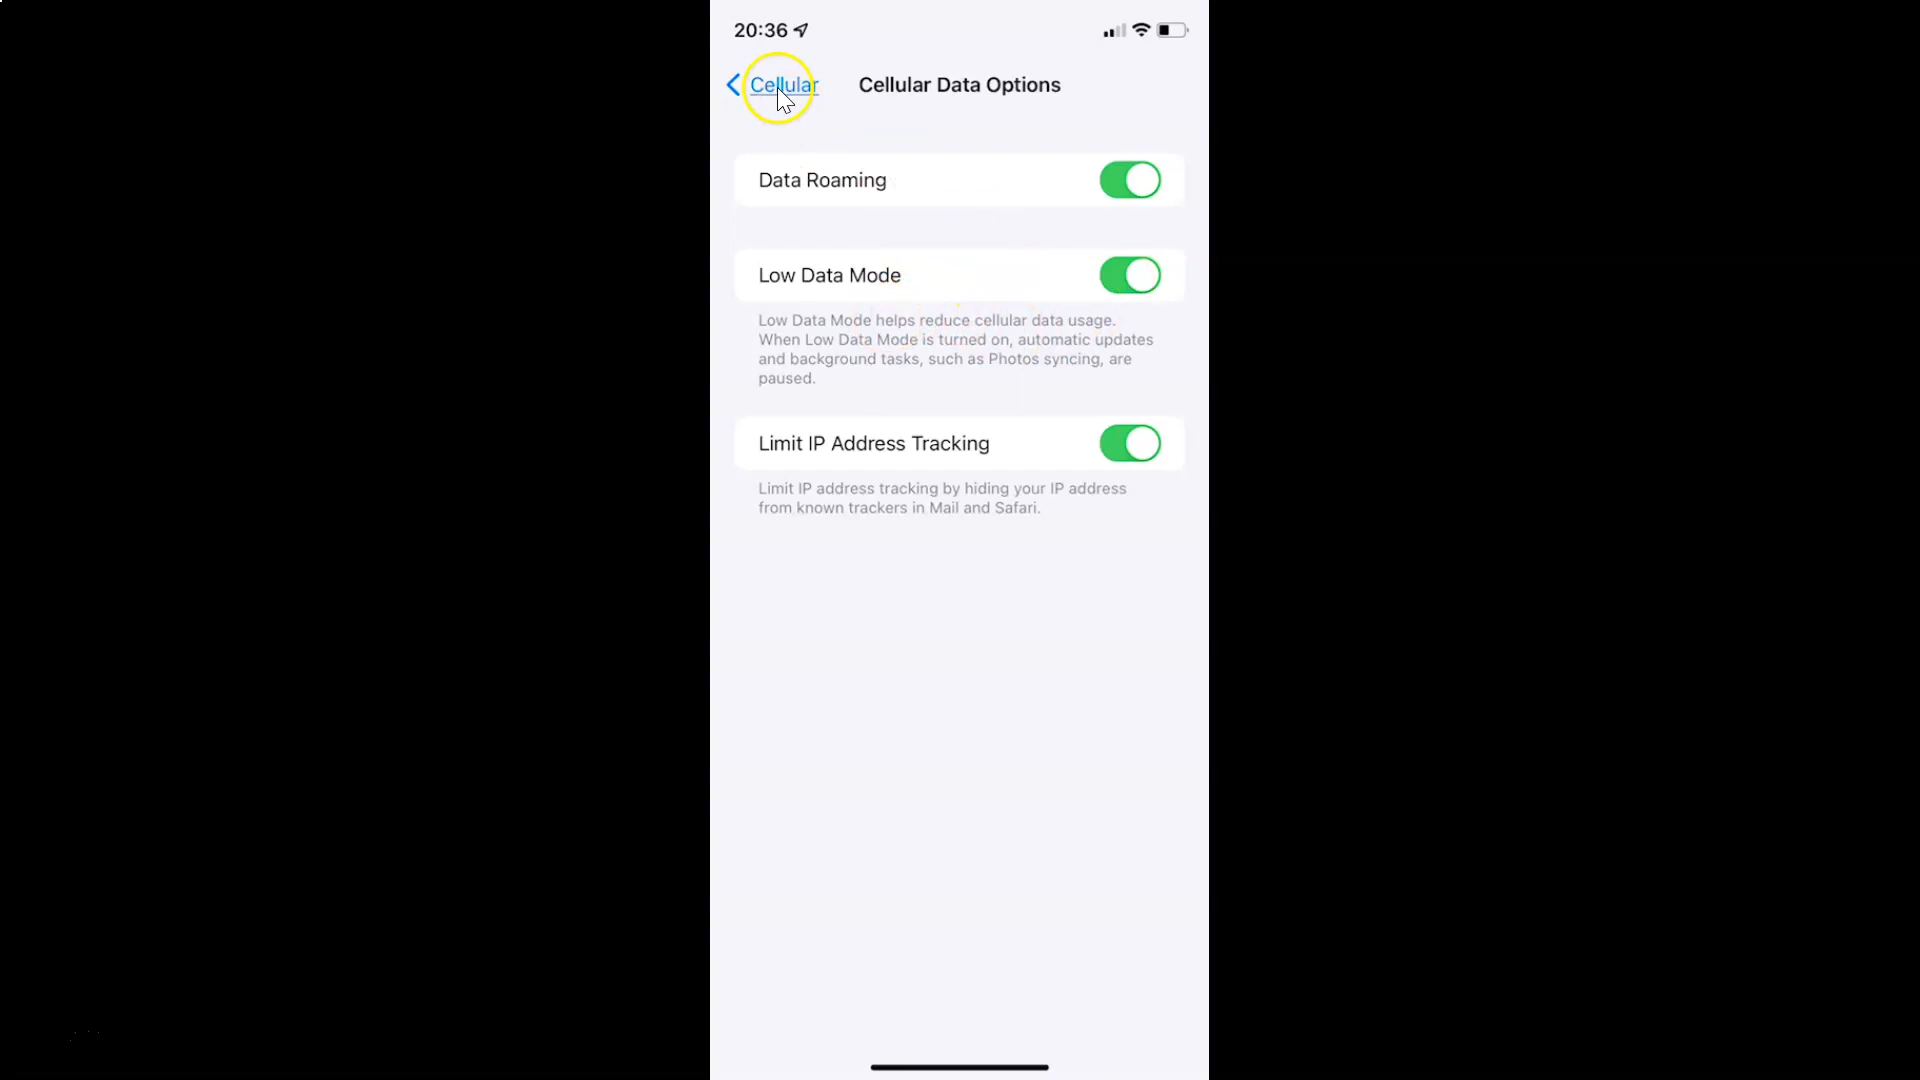 20:36
Cellular
Cellular Data Options
Data Roaming
Low Data Mode
Low Data Mode helps reduce cellular data usage.
When Low Data Mode is turned on, automatic updates
and background tasks, such as Photos syncing, are
paused.
Limit IP Address Tracking
Limit IP address tracking by hiding your IP address
from known trackers in Mail and Safari.